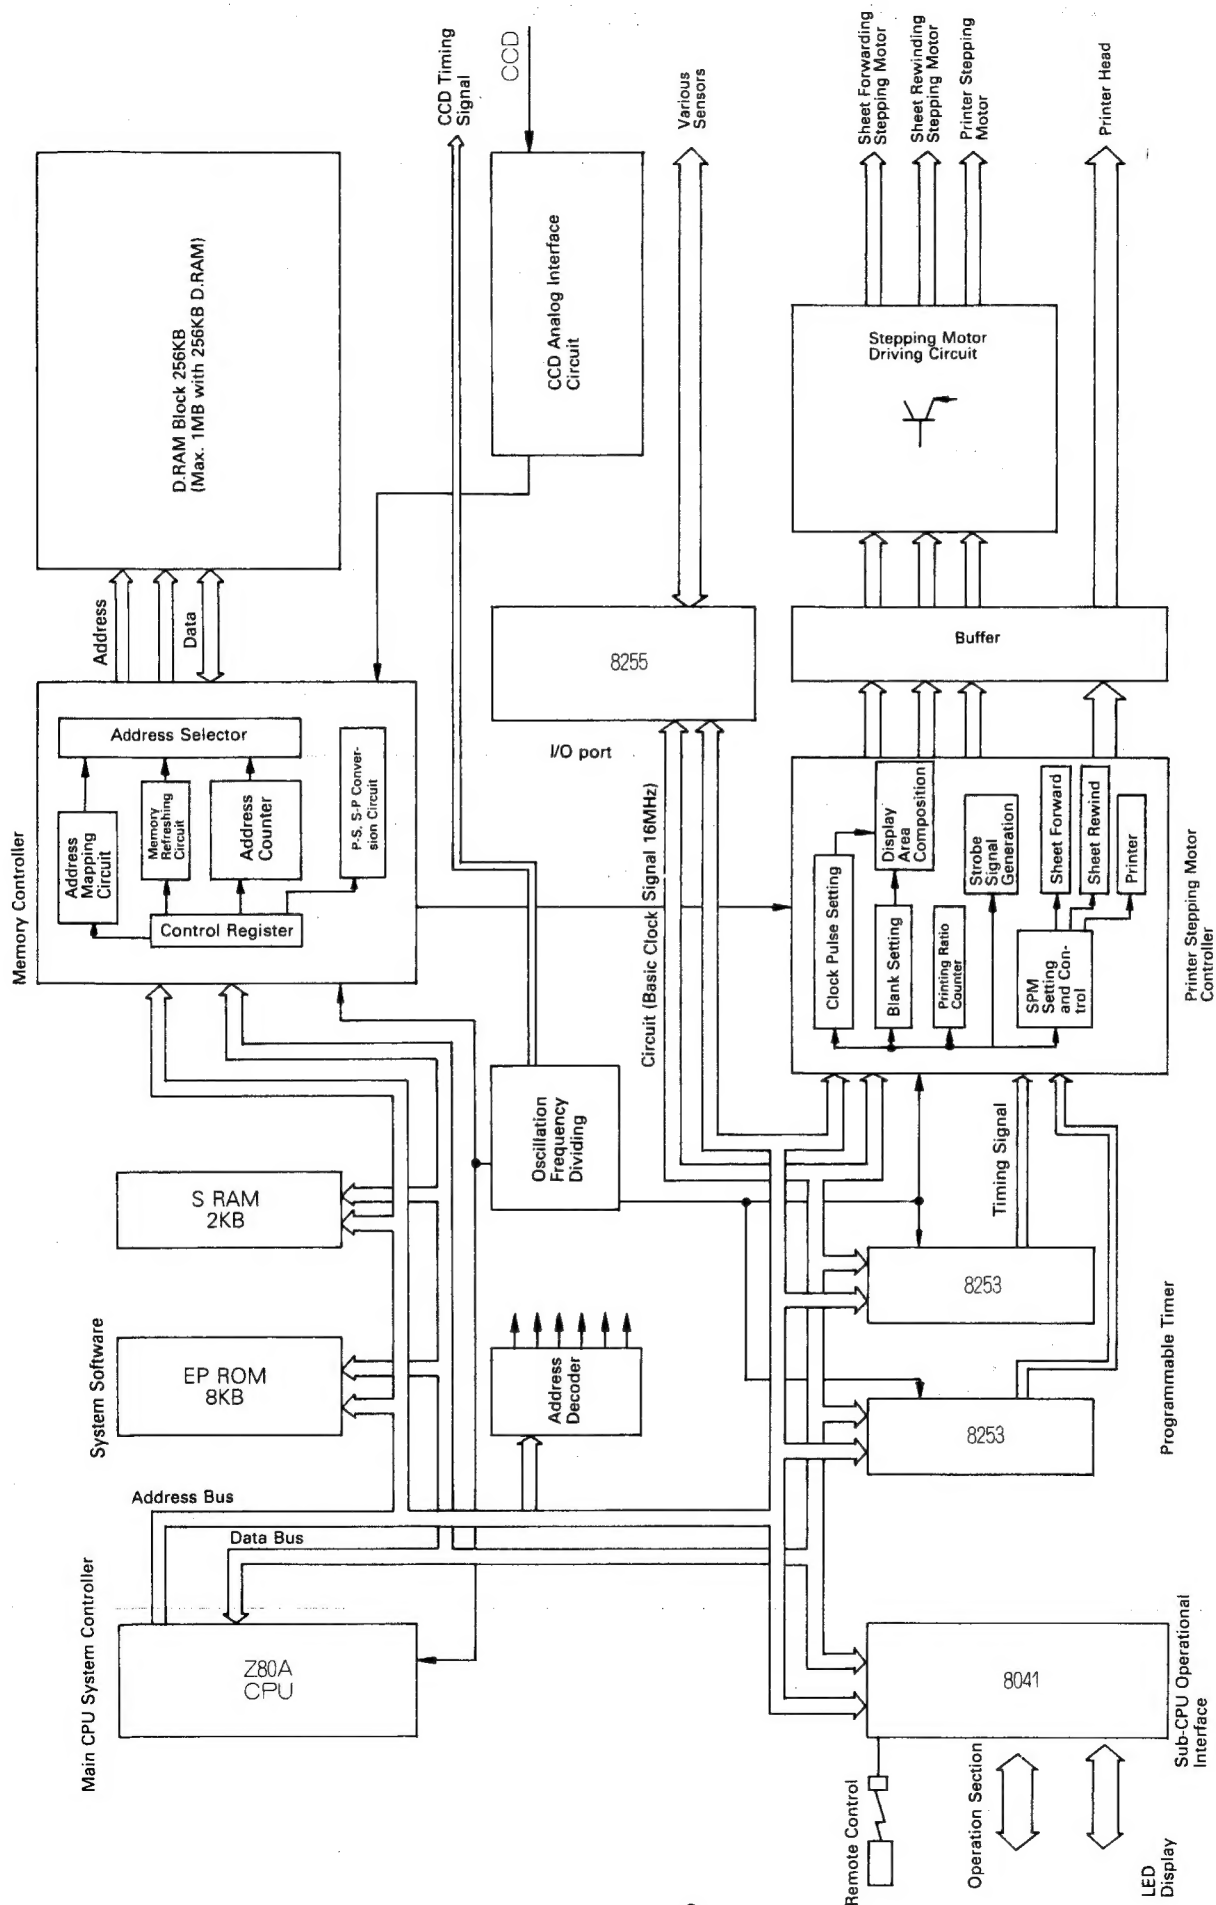 Main CPU System Controller
Z80A
CPU
Address Bus
Data Bus
System Software
EP ROM
8KB
S RAM
2KB
Memory Controller
Control Register
Address
Mapping
Circuit
Memory
Refreshing
Circuit
Address
Counter
P-S, S-P Conver-
sion Circuit
Address Selector
Address
Data
D.RAM Block 256KB
(Max. 1MB with 256KB D.RAM)
Address
Decoder
Oscillation
Frequency
Dividing
Circuit (Basic Clock Signal 16MHz)
I/O port
8255
CCD Analog Interface
Circuit
CCD Timing
Signal
CCD
Various
Sensors
Remote Control
Operation Section
LED
Display
8041
Sub-CPU Operational
Interface
8253
8253
Programmable Timer
Timing Signal
Clock Pulse Setting
Blank Setting
Printing Ratio
Counter
SPM
Setting
and Con-
trol
Display
Area
Composition
Strobe
Signal
Generation
Sheet Forward
Sheet Rewind
Printer
Printer Stepping Motor
Controller
Buffer
Stepping Motor
Driving Circuit
Sheet Forwarding
Stepping Motor
Sheet Rewinding
Stepping Motor
Printer Stepping
Motor
Printer Head